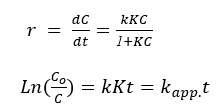 r = dC/dt = kKC/1+KC
Ln(C₀/C) = kKt = k_app.t